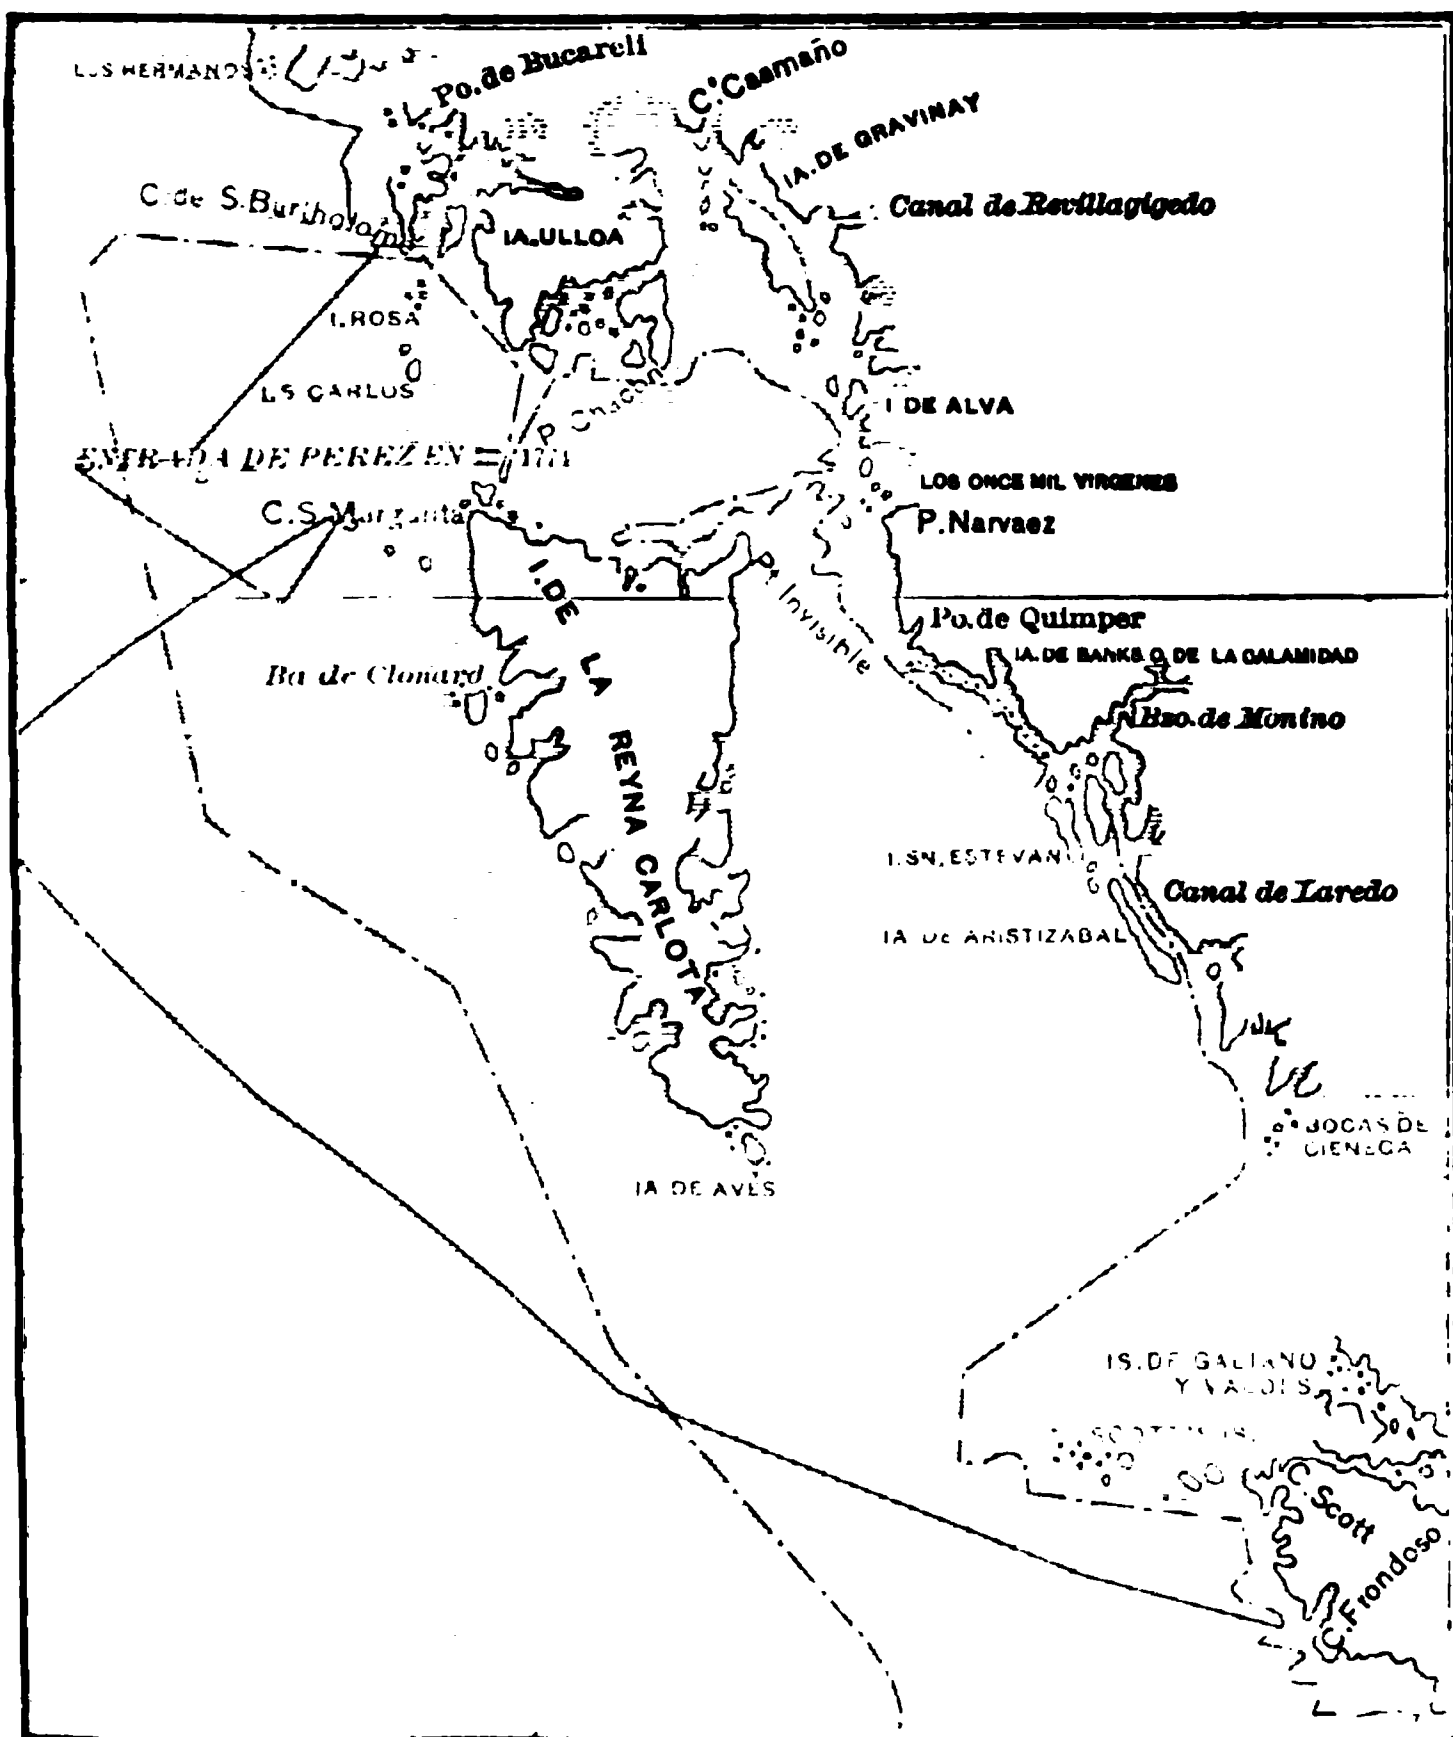 LOS HERMANOS
Po. de Bucareli
C. Caamaño
IA. DE GRAVINAY
C. de S. Bartholome
Canal de Revillagigedo
IA. ULLOA
I. ROSA
I.S CARLOS
P. Chacon
I DE ALVA
ENTRADA DE PEREZ EN
LOS ONCE MIL VIRGENES
C. S. Margarita
P. Narvaez
I. DE LA REYNA CARLOTA
Pt Invisible
Po. de Quimper
IA. DE BANKS O DE LA CALAMIDAD
Ba de Clonard
Bzo. de Monino
I. SN. ESTEVAN
Canal de Laredo
IA DE ARISTIZABAL
BOCAS DE
CIENEGA
IA DE AVES
IS. DE GALIANO
Y VALDES
SCOTTS IS.
C. Scott
C. Frondoso